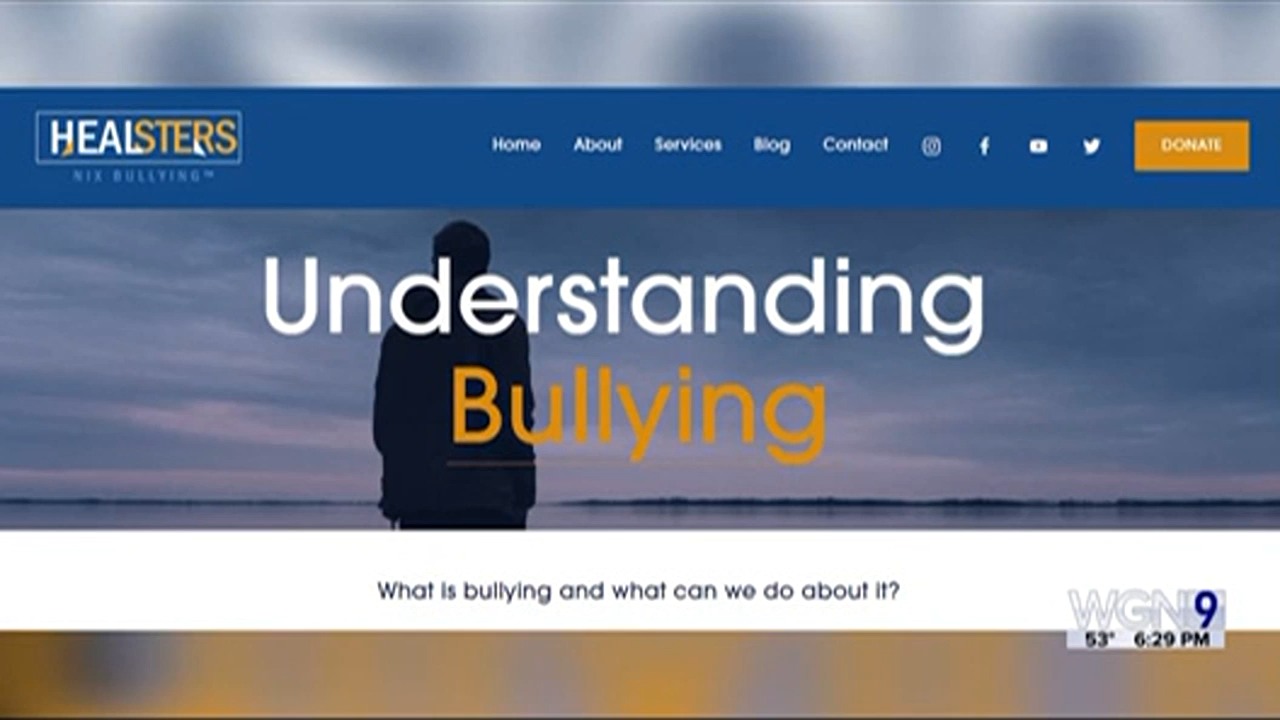 HEALSTERS
NIX BULLYING™
Home About Services Blog Contact DONATE
Understanding
Bullying
What is bullying and what can we do about it?
WGN 9
53° 6:29 PM